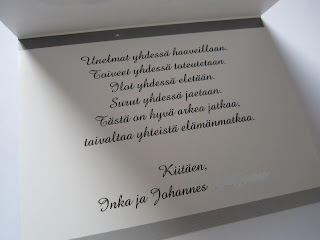 Unelmat yhdessä haaveillaan.
Toiveet yhdessä toteutetaan.
Ilot yhdessä eletään.
Surut yhdessä jaetaan.
Tästä on hyvä arkea jatkaa,
taivaltaa yhteistä elämänmatkaa.
Kiitäen,
Inka ja Johannes